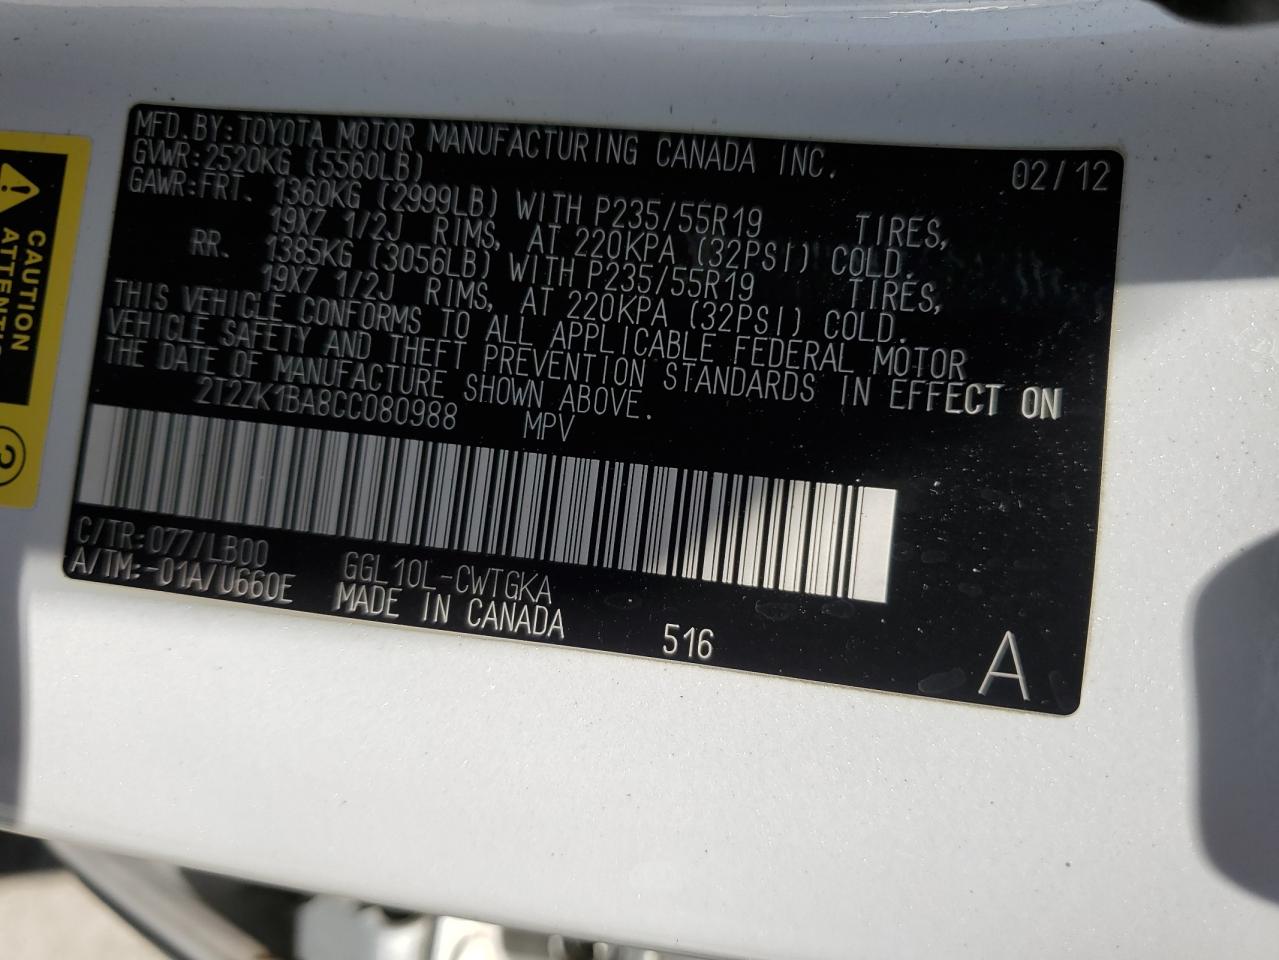 MFD.BY:TOYOTA MOTOR MANUFACTURING CANADA INC. 02/12
GVWR:2520KG (5560LB)
GAWR:FRT. 1360KG (2999LB) WITH P235/55R19 TIRES,
19X7 1/2J RIMS, AT 220KPA (32PSI) COLD.
RR. 1385KG (3056LB) WITH P235/55R19 TIRES,
19X7 1/2J RIMS, AT 220KPA (32PSI) COLD.
THIS VEHICLE CONFORMS TO ALL APPLICABLE FEDERAL MOTOR
VEHICLE SAFETY AND THEFT PREVENTION STANDARDS IN EFFECT ON
THE DATE OF MANUFACTURE SHOWN ABOVE.
2T2ZK1BA8CC080988 MPV
C/TR:077/LB00 GGL10L-CWTGKA
A/TM:-01A/U660E MADE IN CANADA 516
A
CAUTION